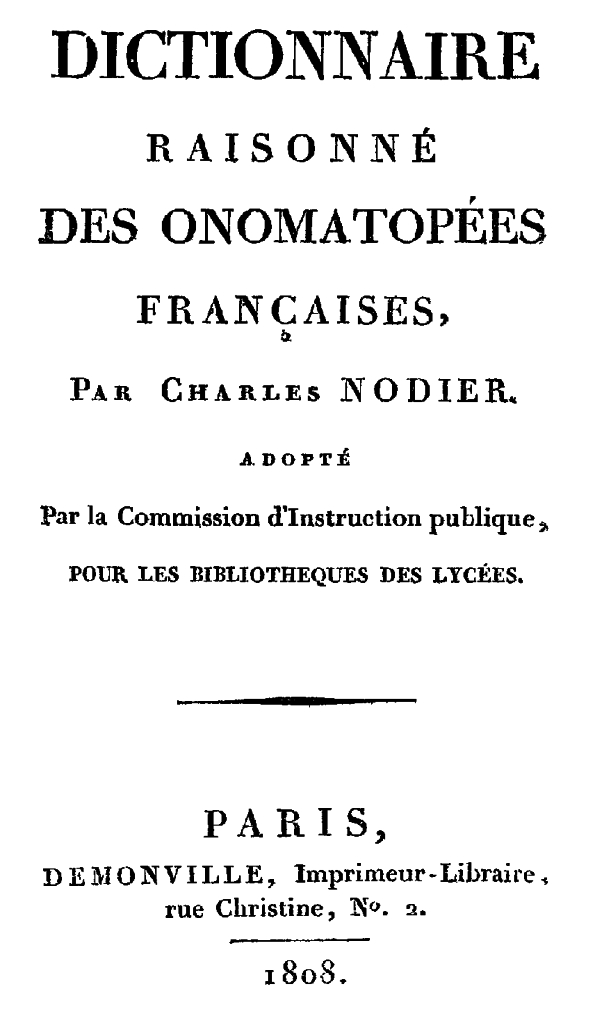 DICTIONNAIRE
RAISONNÉ
DES ONOMATOPÉES
FRANÇAISES,
PAR CHARLES NODIER.
ADOPTÉ
Par la Commission d'Instruction publique,
POUR LES BIBLIOTHEQUES DES LYCÉES.
PARIS,
DEMONVILLE, Imprimeur-Libraire,
rue Christine, Nº. 2.
1808.